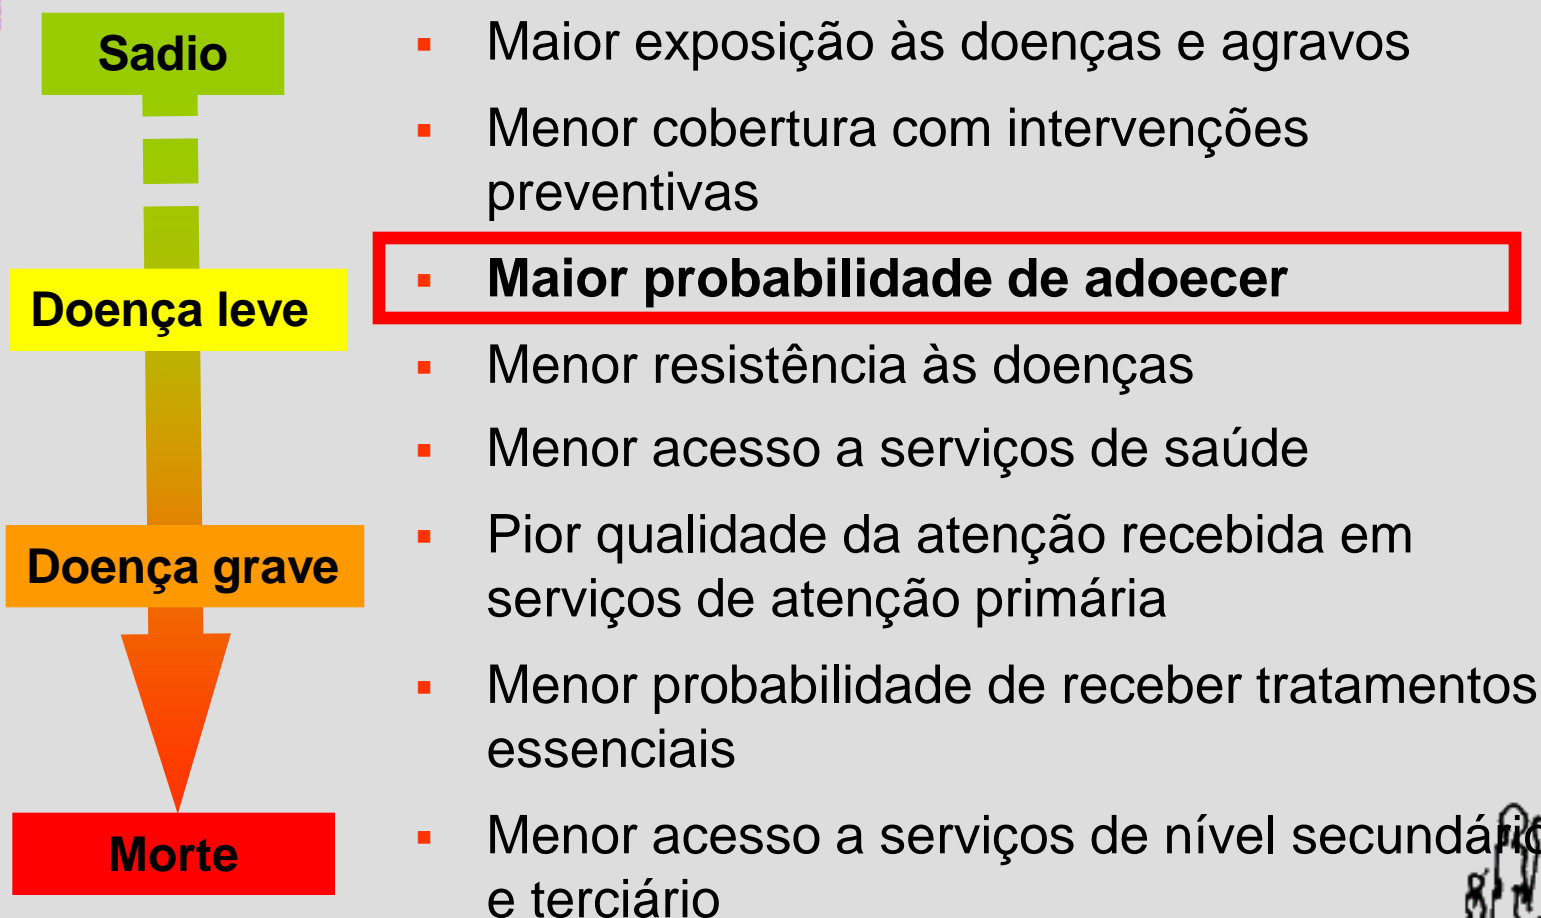 Sadio
Doença leve
Doença grave
Morte
▪ Maior exposição às doenças e agravos
▪ Menor cobertura com intervenções
preventivas
▪ Maior probabilidade de adoecer
▪ Menor resistência às doenças
▪ Menor acesso a serviços de saúde
▪ Pior qualidade da atenção recebida em
serviços de atenção primária
▪ Menor probabilidade de receber tratamentos
essenciais
▪ Menor acesso a serviços de nível secundário
e terciário